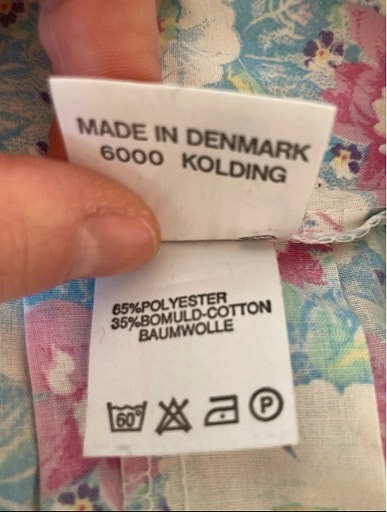 MADE IN DENMARK
6000 KOLDING
65%POLYESTER
35%BOMULD-COTTON
BAUMWOLLE
60° P